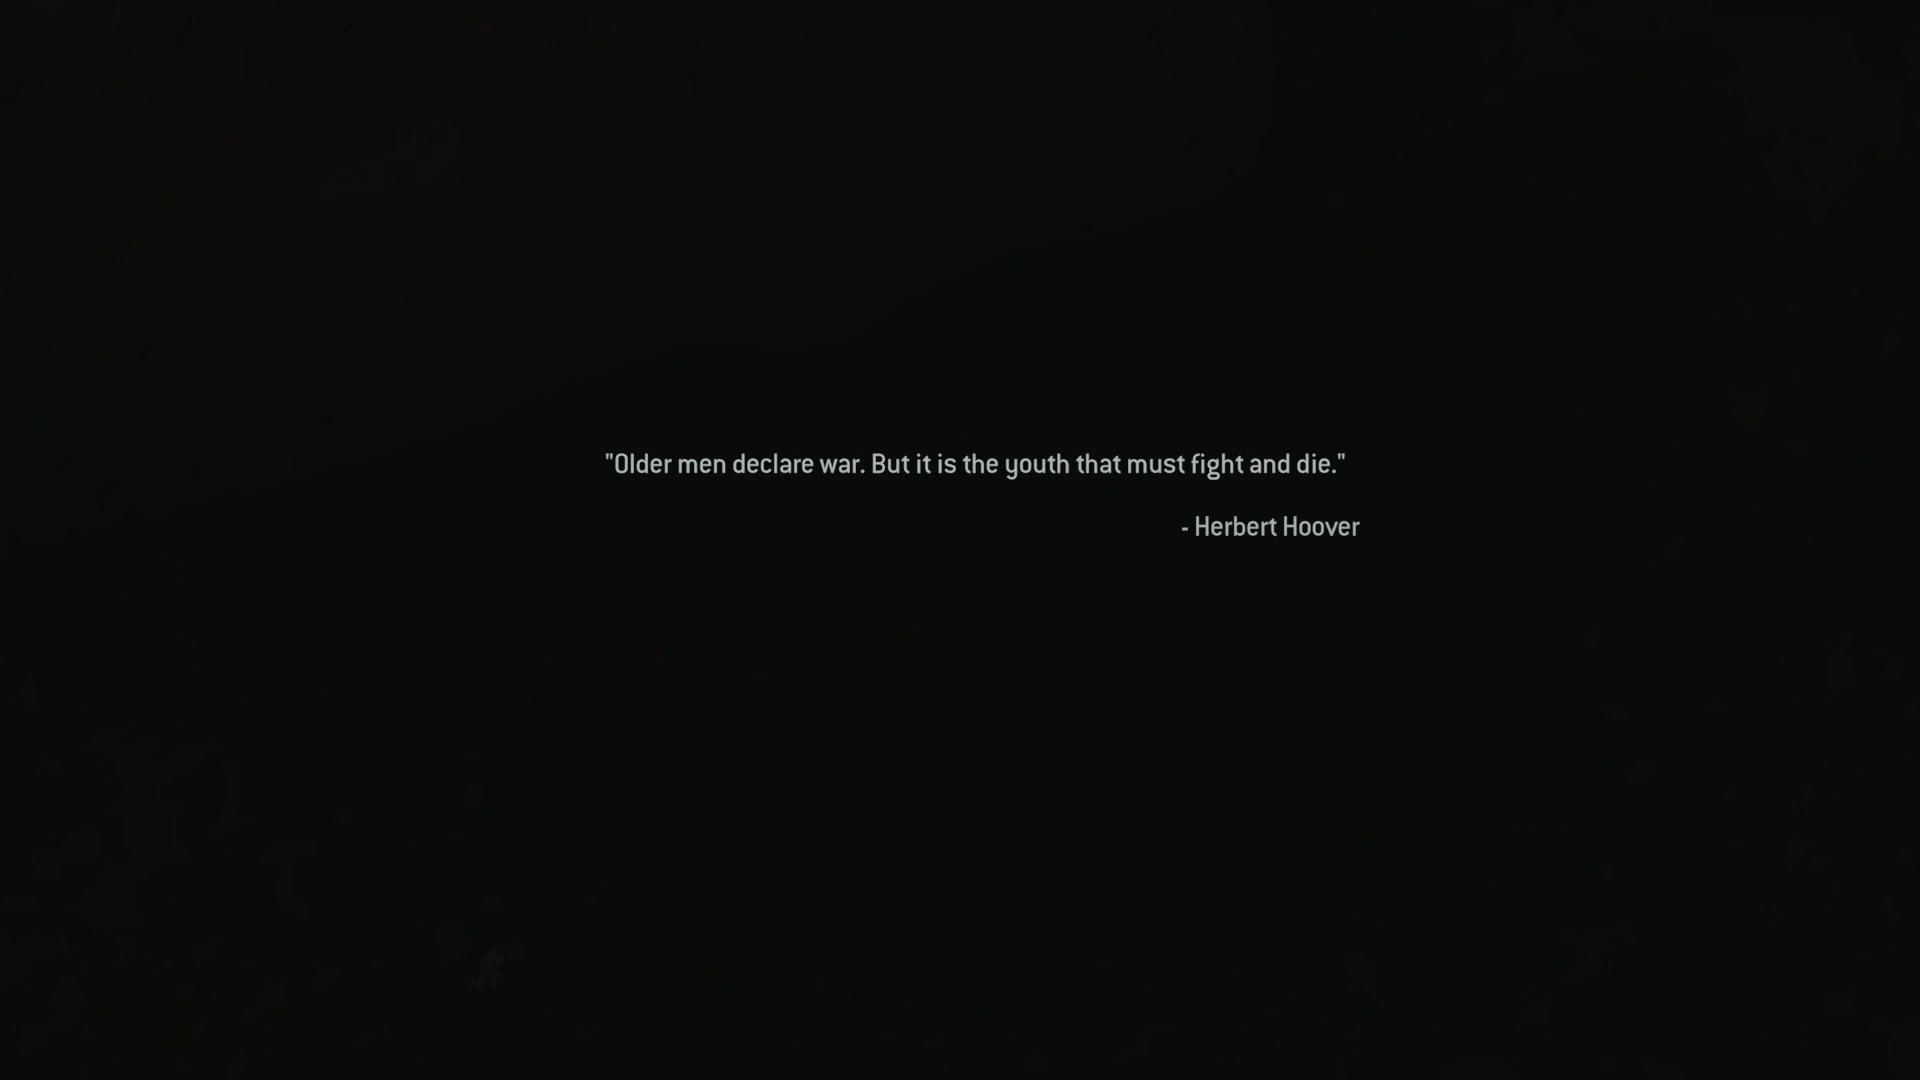 "Older men declare war. But it is the youth that must fight and die."
- Herbert Hoover